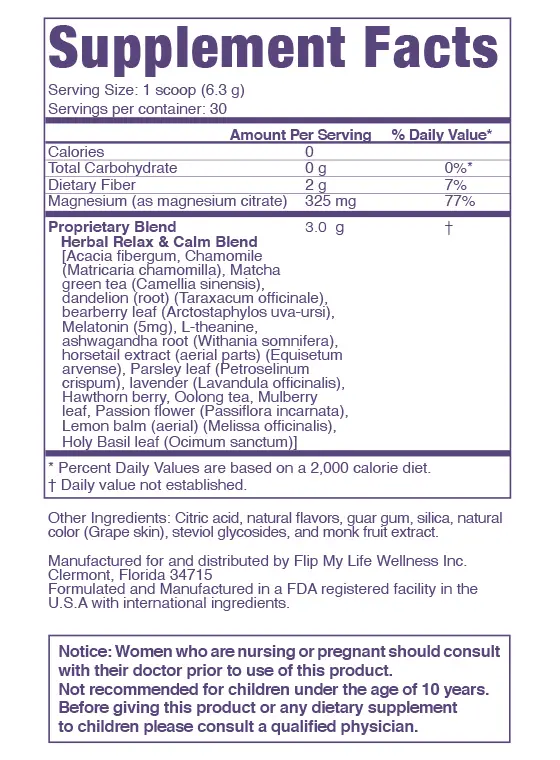 Supplement Facts
Serving Size: 1 scoop (6.3 g)
Servings per container: 30
Amount Per Serving % Daily Value*
Calories 0
Total Carbohydrate 0 g 0%*
Dietary Fiber 2 g 7%
Magnesium (as magnesium citrate) 325 mg 77%
Proprietary Blend 3.0 g †
Herbal Relax & Calm Blend
[Acacia fibergum, Chamomile
(Matricaria chamomilla), Matcha
green tea (Camellia sinensis),
dandelion (root) (Taraxacum officinale),
bearberry leaf (Arctostaphylos uva-ursi),
Melatonin (5mg), L-theanine,
ashwagandha root (Withania somnifera),
horsetail extract (aerial parts) (Equisetum
arvense), Parsley leaf (Petroselinum
crispum), lavender (Lavandula officinalis),
Hawthorn berry, Oolong tea, Mulberry
leaf, Passion flower (Passiflora incarnata),
Lemon balm (aerial) (Melissa officinalis),
Holy Basil leaf (Ocimum sanctum)]
* Percent Daily Values are based on a 2,000 calorie diet.
† Daily value not established.
Other Ingredients: Citric acid, natural flavors, guar gum, silica, natural
color (Grape skin), steviol glycosides, and monk fruit extract.
Manufactured for and distributed by Flip My Life Wellness Inc.
Clermont, Florida 34715
Formulated and Manufactured in a FDA registered facility in the
U.S.A with international ingredients.
Notice: Women who are nursing or pregnant should consult
with their doctor prior to use of this product.
Not recommended for children under the age of 10 years.
Before giving this product or any dietary supplement
to children please consult a qualified physician.